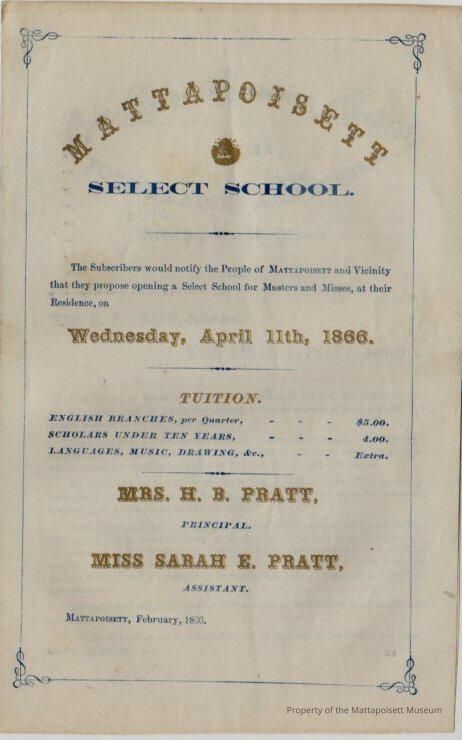 MATTAPOISETT
SELECT SCHOOL.
The Subscribers would notify the People of MATTAPOISETT and Vicinity
that they propose opening a Select School for Masters and Misses, at their
Residence, on
Wednesday, April 11th, 1866.
TUITION.
ENGLISH BRANCHES, per Quarter, - - - $5.00.
SCHOLARS UNDER TEN YEARS, - - - 4.00.
LANGUAGES, MUSIC, DRAWING, &c., - - Extra.
MRS. H. B. PRATT,
PRINCIPAL.
MISS SARAH E. PRATT,
ASSISTANT.
MATTAPOISETT, February, 1866.
Property of the Mattapoisett Museum